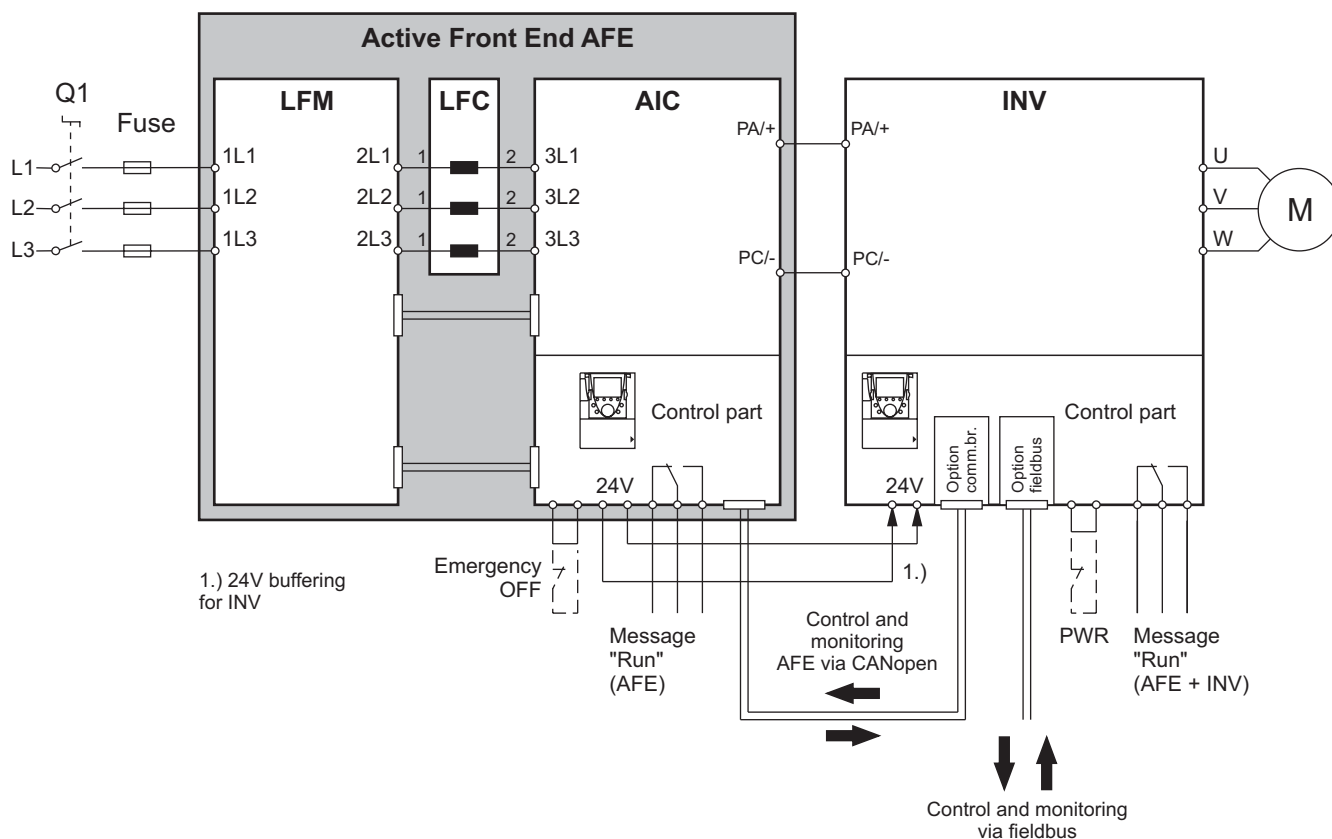 Active Front End AFE
LFM
LFC
AIC
INV
Q1
Fuse
PA/+
PA/+
L1
1L1
2L1
1
2
3L1
U
L2
1L2
2L2
1
2
3L2
V
M
L3
1L3
2L3
1
2
3L3
W
PC/-
PC/-
Control part
Control part
Option
comm.br.
Option
fieldbus
24V
24V
Emergency
OFF
1.)
1.) 24V buffering
for INV
Message
"Run"
(AFE)
Control and
monitoring
AFE via CANopen
PWR
Message
"Run"
(AFE + INV)
Control and monitoring
via fieldbus